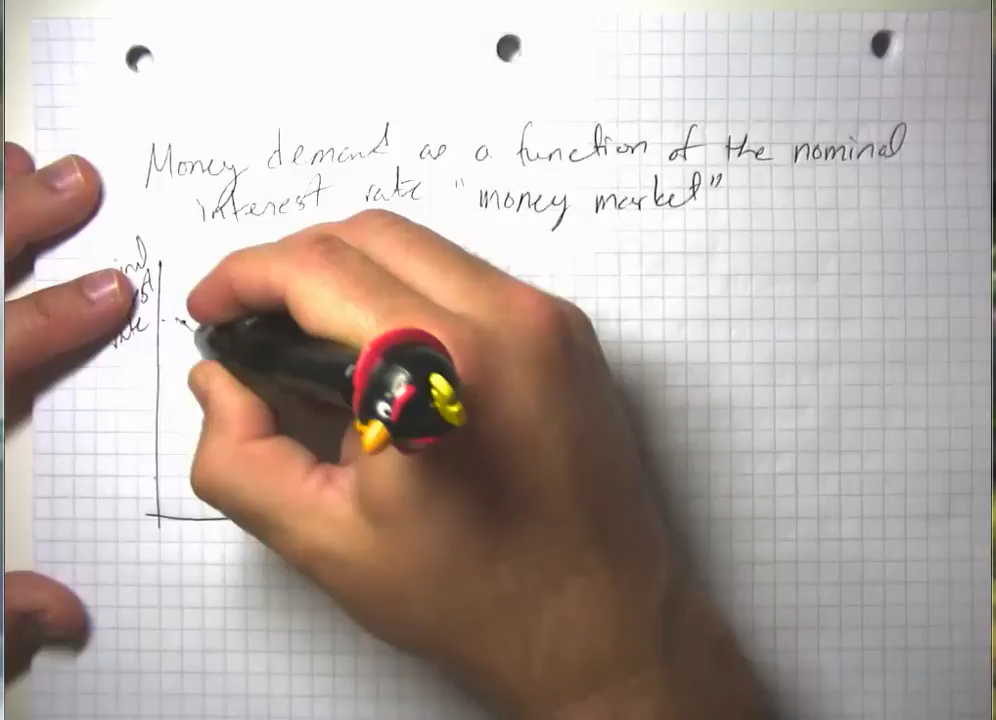 Money demand as a function of the nominal
interest rate "money market"